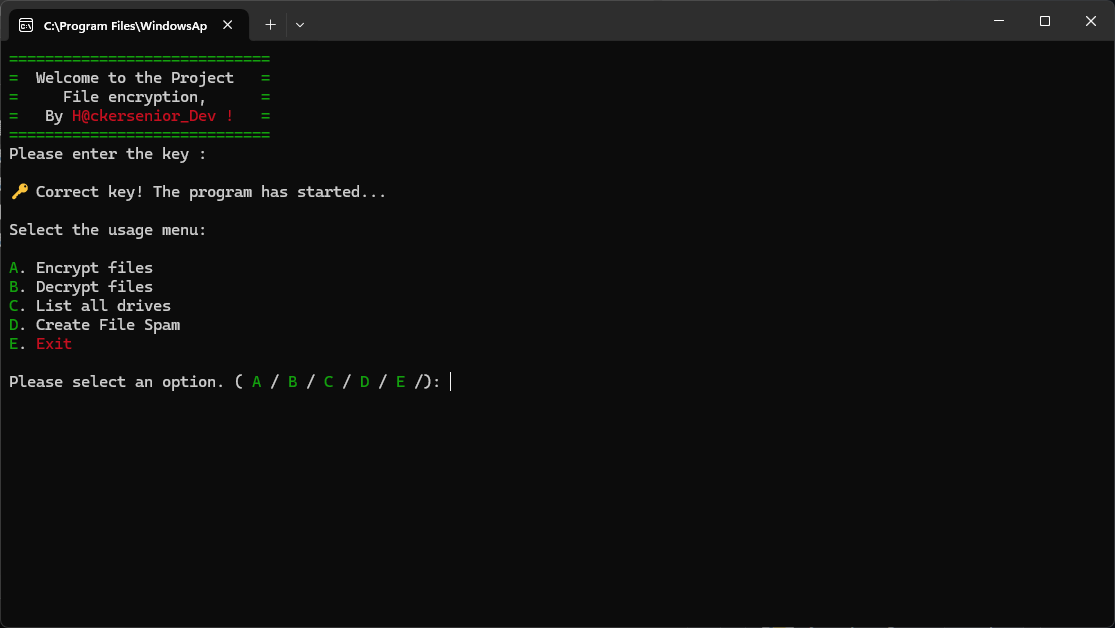 C:\Program Files\WindowsAp
=============================
=  Welcome to the Project   =
=     File encryption,      =
=   By H@ckersenior_Dev !   =
=============================
Please enter the key :
🔑 Correct key! The program has started...
Select the usage menu:
A. Encrypt files
B. Decrypt files
C. List all drives
D. Create File Spam
E. Exit
Please select an option. ( A / B / C / D / E /):